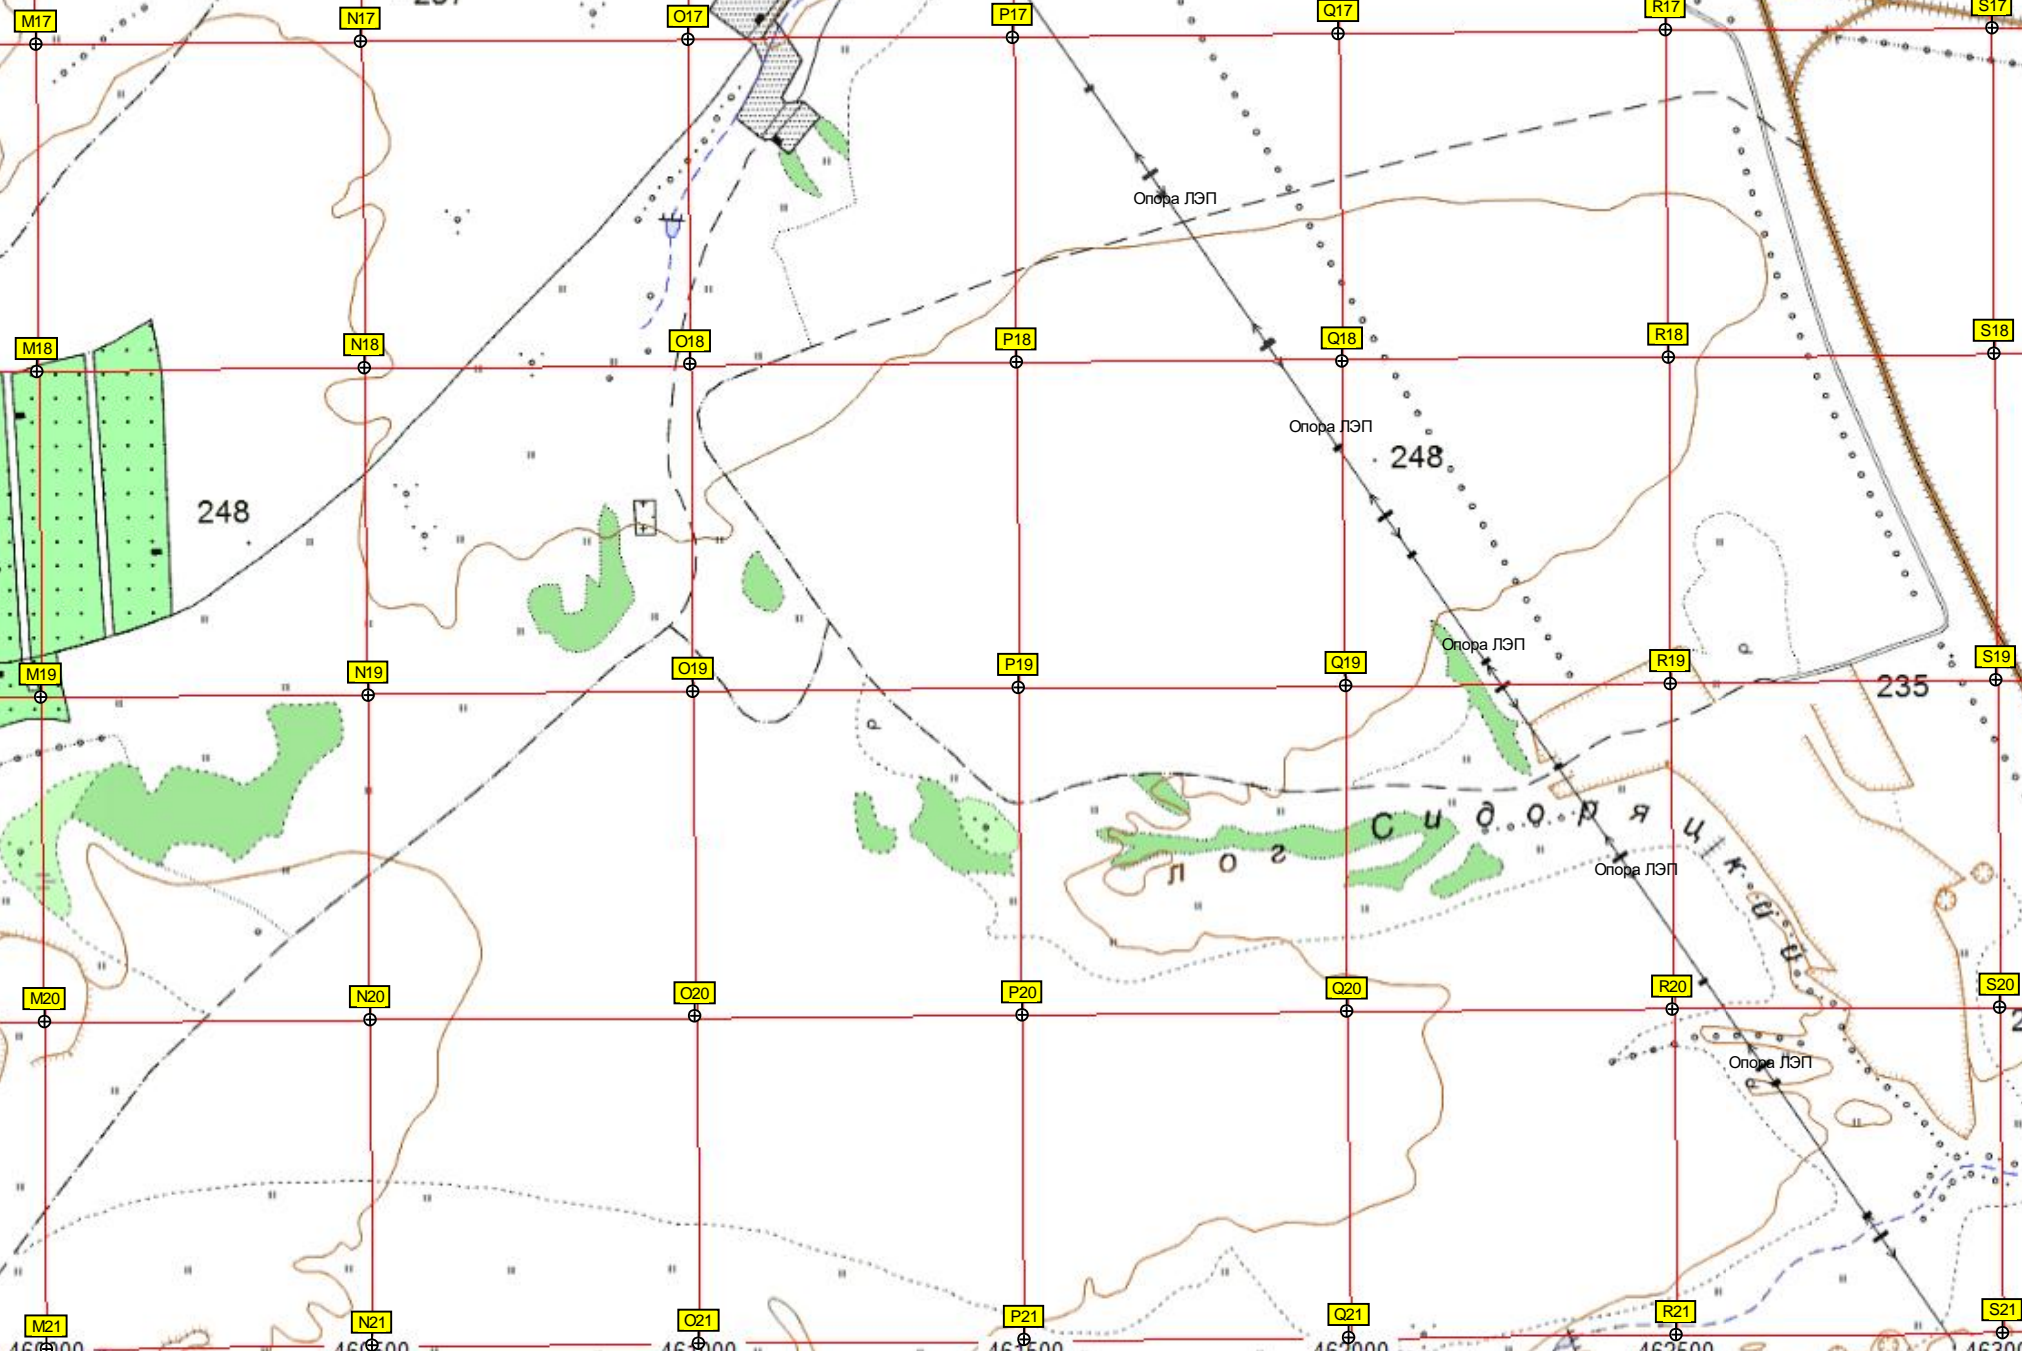 M17 N17 O17 P17 Q17 R17 S17
Опора ЛЭП
M18 N18 O18 P18 Q18 R18 S18
Опора ЛЭП
248
248
Опора ЛЭП
M19 N19 O19 P19 Q19 R19 S19
235
Сидоряцкий
лог
Опора ЛЭП
M20 N20 O20 P20 Q20 R20 S20
Опора ЛЭП
M21 N21 O21 P21 Q21 R21 S21